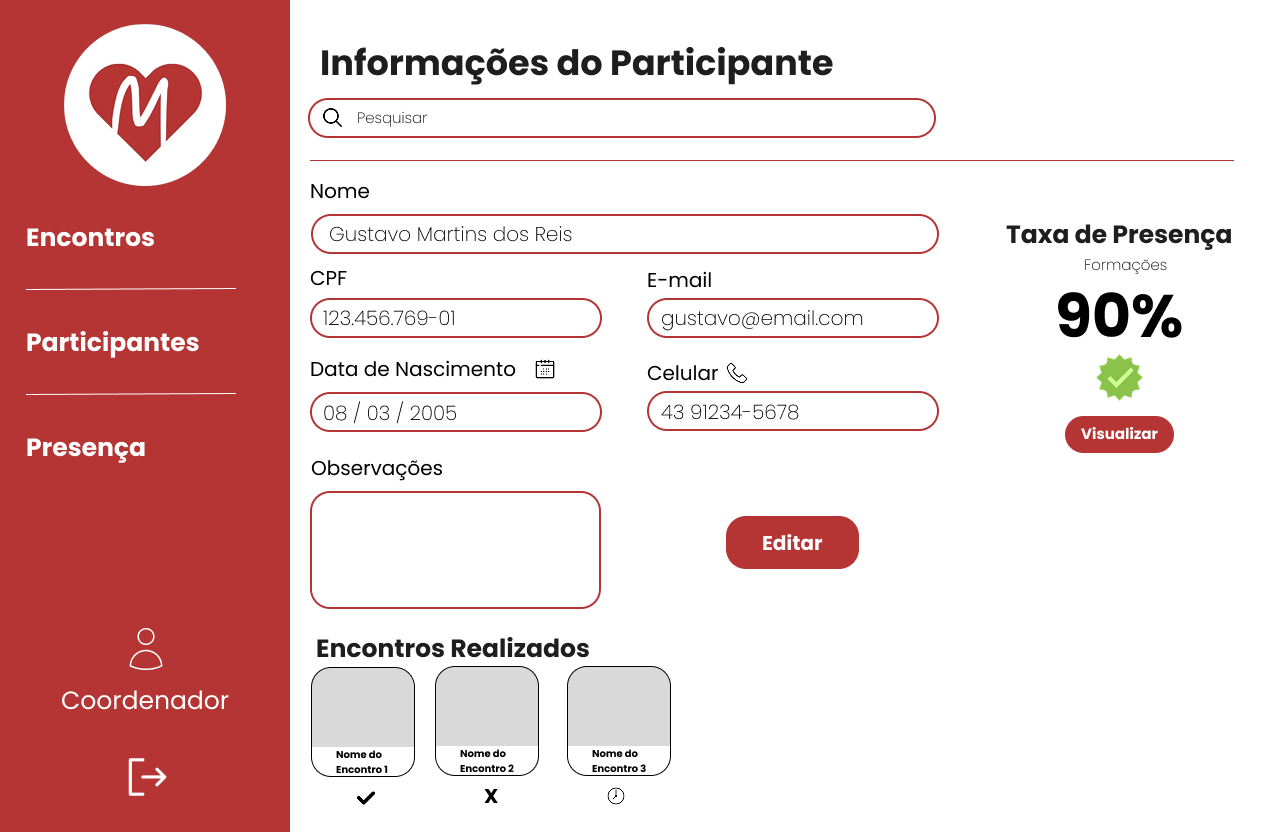 M
Encontros
Participantes
Presença
Coordenador
Informações do Participante
Pesquisar
Nome
Gustavo Martins dos Reis
CPF
E-mail
123.456.769-01
gustavo@email.com
Data de Nascimento
Celular
08 / 03 / 2005
43 91234-5678
Observações
Editar
Taxa de Presença
Formações
90%
Visualizar
Encontros Realizados
Nome do
Encontro 1
Nome do
Encontro 2
X
Nome do
Encontro 3